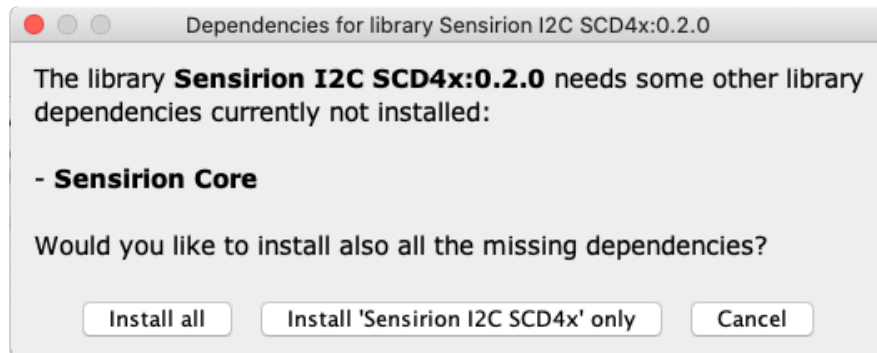 Dependencies for library Sensirion I2C SCD4x:0.2.0
The library Sensirion I2C SCD4x:0.2.0 needs some other library
dependencies currently not installed:
- Sensirion Core
Would you like to install also all the missing dependencies?
Install all
Install 'Sensirion I2C SCD4x' only
Cancel